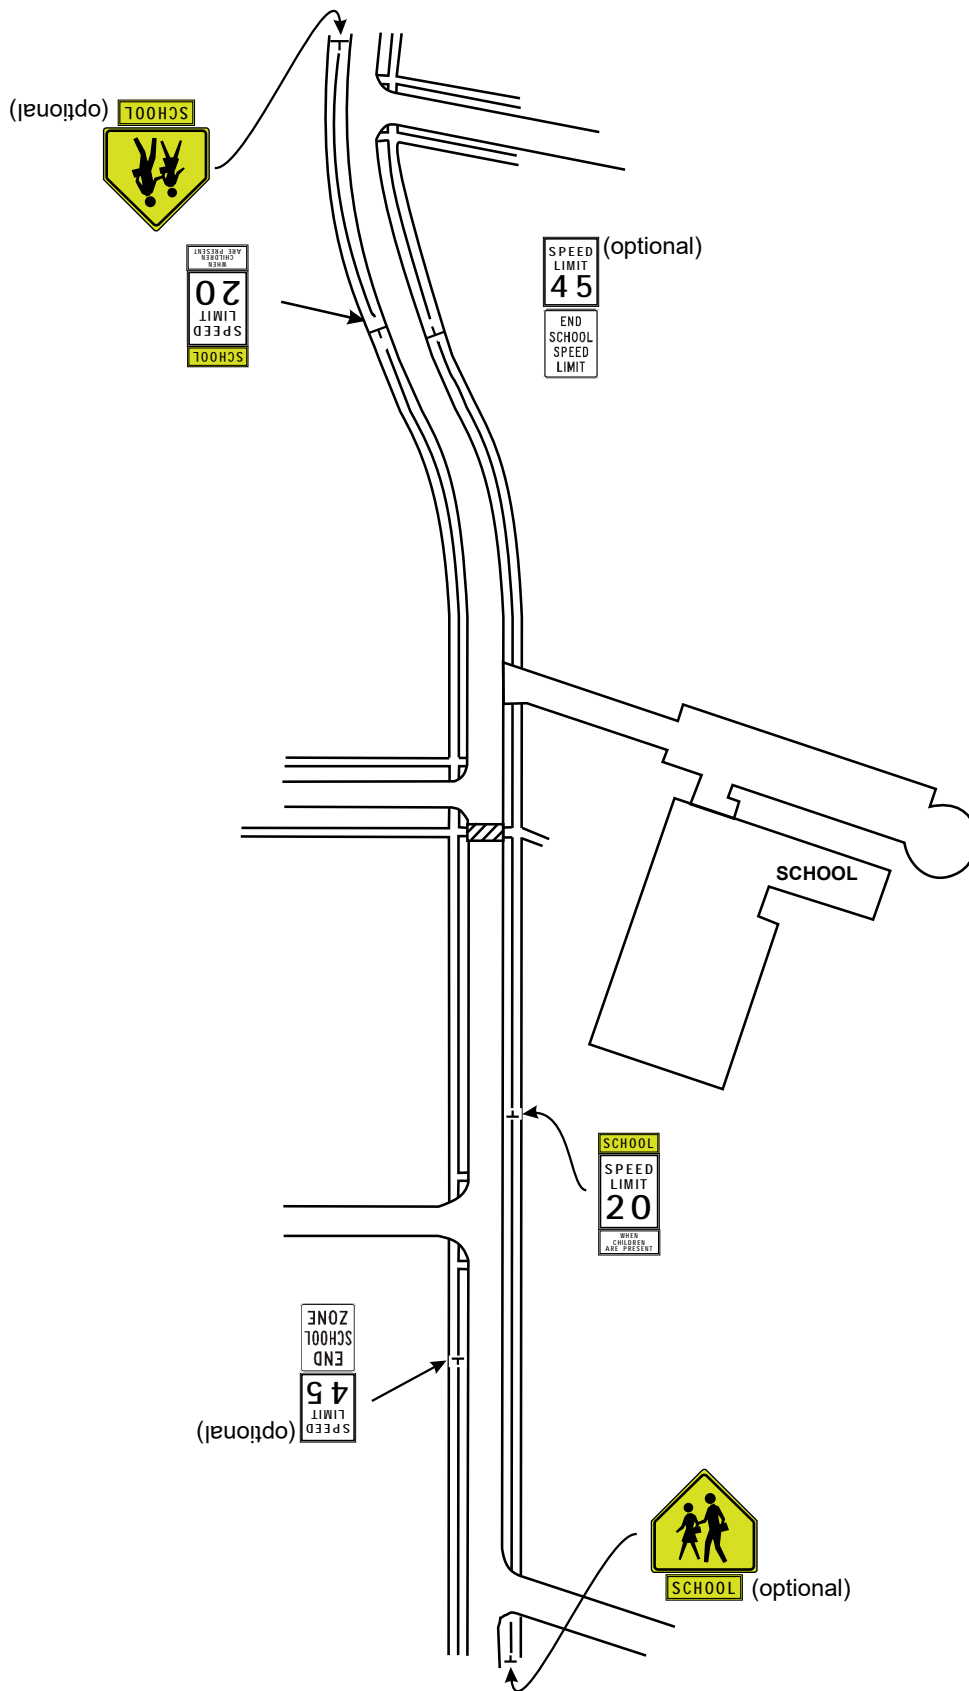 (optional)
SCHOOL
WHEN
CHILDREN
ARE PRESENT
20
LIMIT
SPEED
SCHOOL
SPEED
LIMIT
45
(optional)
END
SCHOOL
SPEED
LIMIT
SCHOOL
SCHOOL
SPEED
LIMIT
20
WHEN
CHILDREN
ARE PRESENT
END
SCHOOL
ZONE
SPEED
LIMIT
45
(optional)
SCHOOL
(optional)